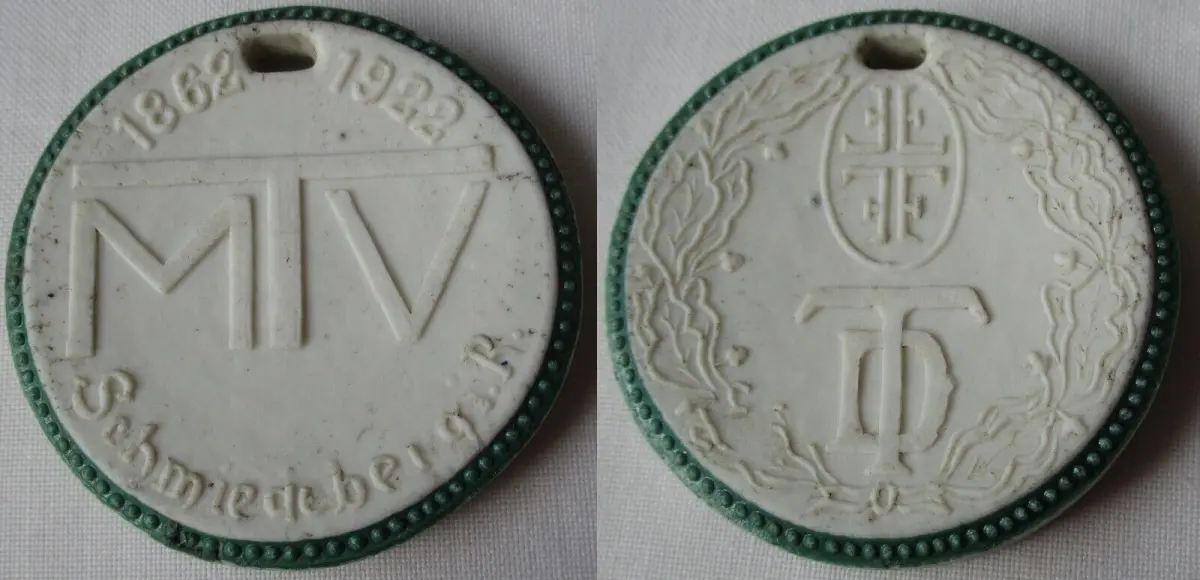 1862 1922
MTV
Schmiedeberg i. R.
DT